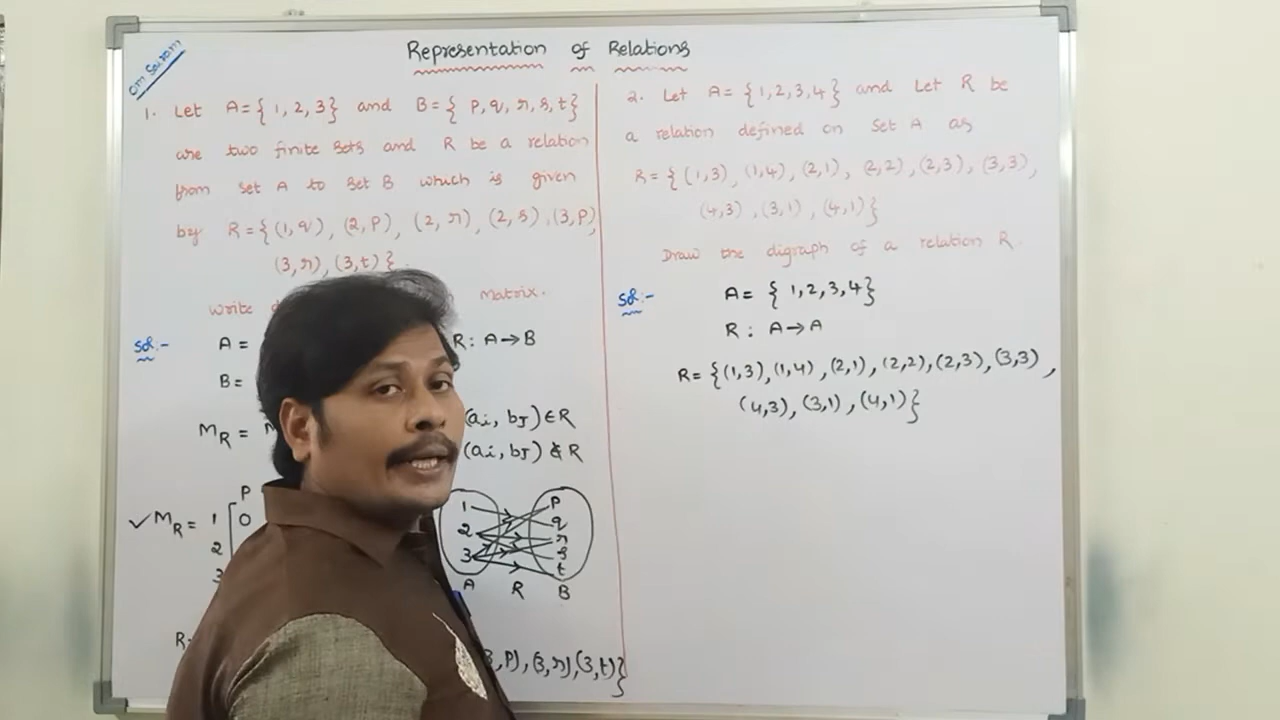 Om Sairam
Representation of Relations
1. Let A={ 1, 2, 3} and B={ p, q, r, s, t}
are two finite sets and R be a relation
from set A to set B which is given
by R={(1, q), (2, p), (2, r), (2, s), (3, p),
(3, r), (3, t)}.
Write Matrix.
Sol:-
A = R: A→B
B=
M_R = (ai, bj) ∈ R
(ai, bj) ∉ R
✓M_R =
p
1 [0
2
3
1
2
3
A
R
p
q
r
s
t
B
R
, p), (3, r), (3, t)}
2. Let A= {1,2,3,4} and Let R be
a relation defined on set A as
R= { (1,3), (1,4), (2,1), (2,2), (2,3), (3,3),
(4,3), (3,1), (4,1)}
Draw the digraph of a relation R.
Sol:- A= { 1,2,3,4}
R: A→A
R= {(1,3), (1,4), (2,1), (2,2), (2,3), (3,3),
(4,3), (3,1), (4,1)}